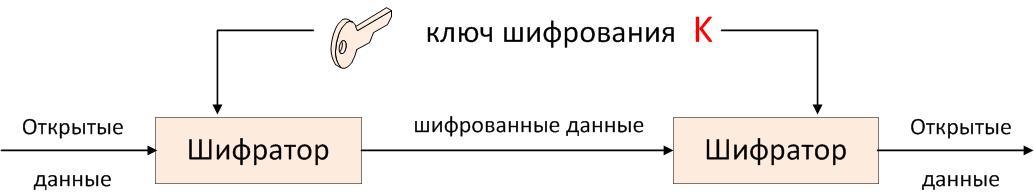 ключ шифрования K
Открытые
данные
Шифратор
шифрованные данные
Шифратор
Открытые
данные